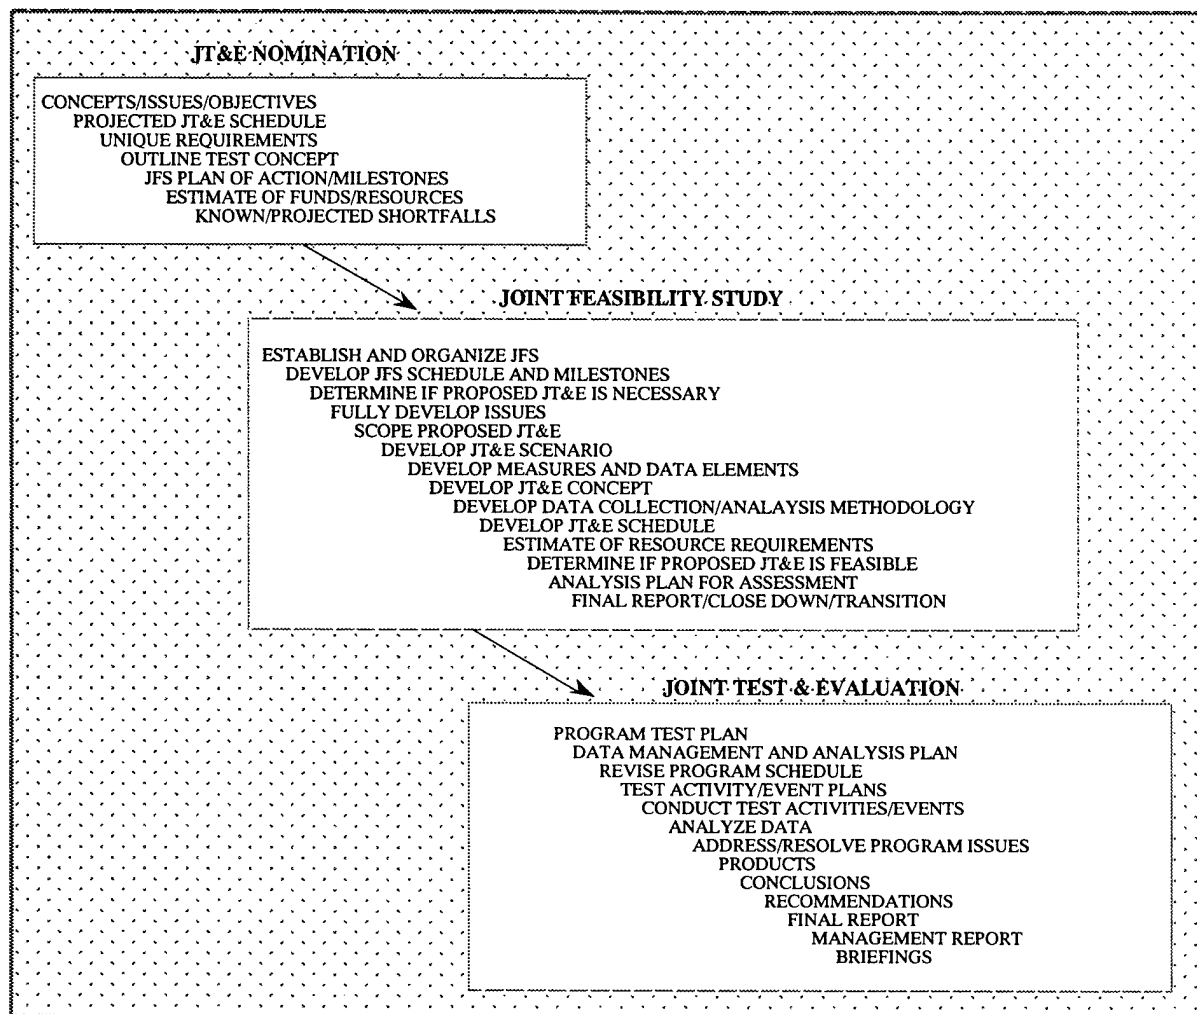 JT&E NOMINATION
CONCEPTS/ISSUES/OBJECTIVES
PROJECTED JT&E SCHEDULE
UNIQUE REQUIREMENTS
OUTLINE TEST CONCEPT
JFS PLAN OF ACTION/MILESTONES
ESTIMATE OF FUNDS/RESOURCES
KNOWN/PROJECTED SHORTFALLS
JOINT FEASIBILITY STUDY
ESTABLISH AND ORGANIZE JFS
DEVELOP JFS SCHEDULE AND MILESTONES
DETERMINE IF PROPOSED JT&E IS NECESSARY
FULLY DEVELOP ISSUES
SCOPE PROPOSED JT&E
DEVELOP JT&E SCENARIO
DEVELOP MEASURES AND DATA ELEMENTS
DEVELOP JT&E CONCEPT
DEVELOP DATA COLLECTION/ANALAYSIS METHODOLOGY
DEVELOP JT&E SCHEDULE
ESTIMATE OF RESOURCE REQUIREMENTS
DETERMINE IF PROPOSED JT&E IS FEASIBLE
ANALYSIS PLAN FOR ASSESSMENT
FINAL REPORT/CLOSE DOWN/TRANSITION
JOINT TEST & EVALUATION
PROGRAM TEST PLAN
DATA MANAGEMENT AND ANALYSIS PLAN
REVISE PROGRAM SCHEDULE
TEST ACTIVITY/EVENT PLANS
CONDUCT TEST ACTIVITIES/EVENTS
ANALYZE DATA
ADDRESS/RESOLVE PROGRAM ISSUES
PRODUCTS
CONCLUSIONS
RECOMMENDATIONS
FINAL REPORT
MANAGEMENT REPORT
BRIEFINGS